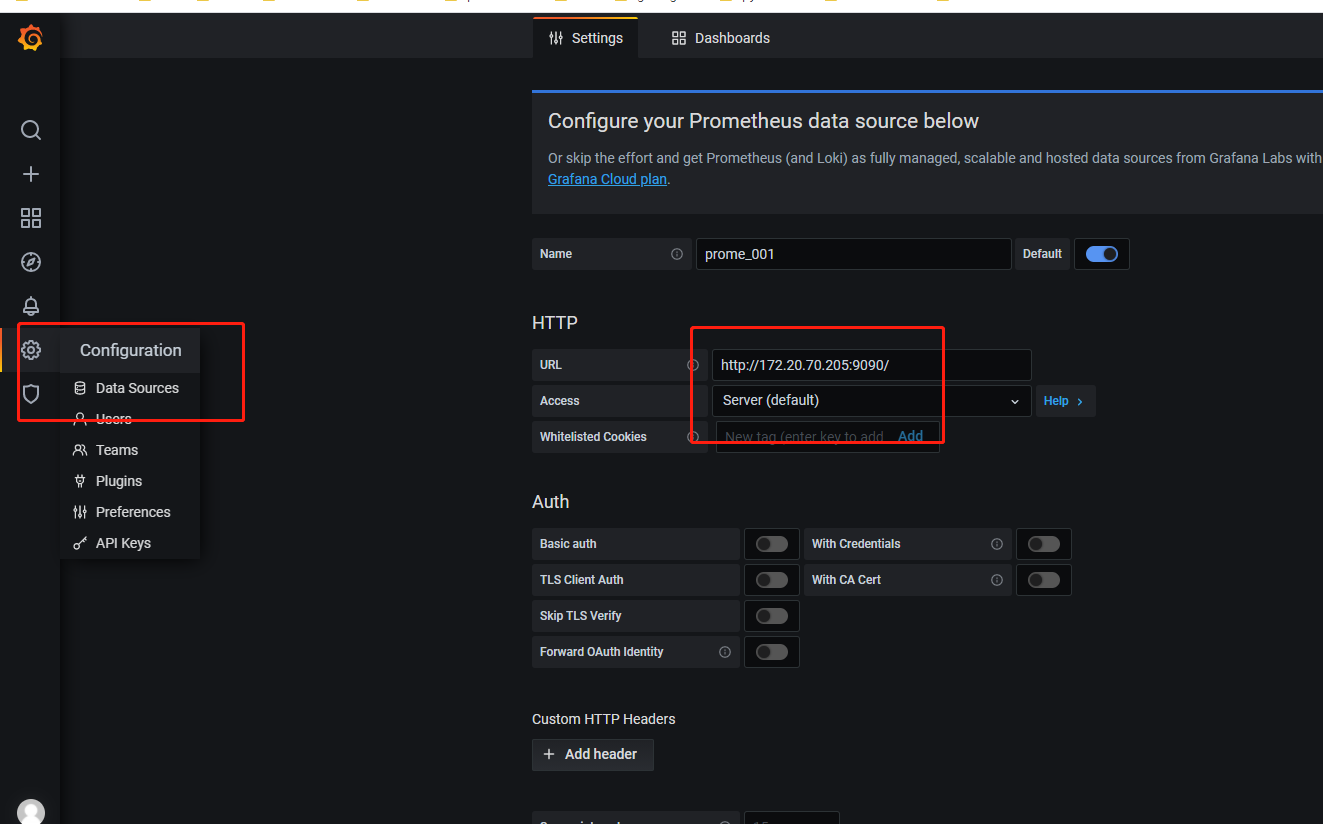 Settings
Dashboards
Configure your Prometheus data source below
Or skip the effort and get Prometheus (and Loki) as fully managed, scalable and hosted data sources from Grafana Labs with
Grafana Cloud plan.
Name
prome_001
Default
HTTP
URL
http://172.20.70.205:9090/
Access
Server (default)
Help
Whitelisted Cookies
New tag (enter key to add
Add
Configuration
Data Sources
Users
Teams
Plugins
Preferences
API Keys
Auth
Basic auth
With Credentials
TLS Client Auth
With CA Cert
Skip TLS Verify
Forward OAuth Identity
Custom HTTP Headers
Add header